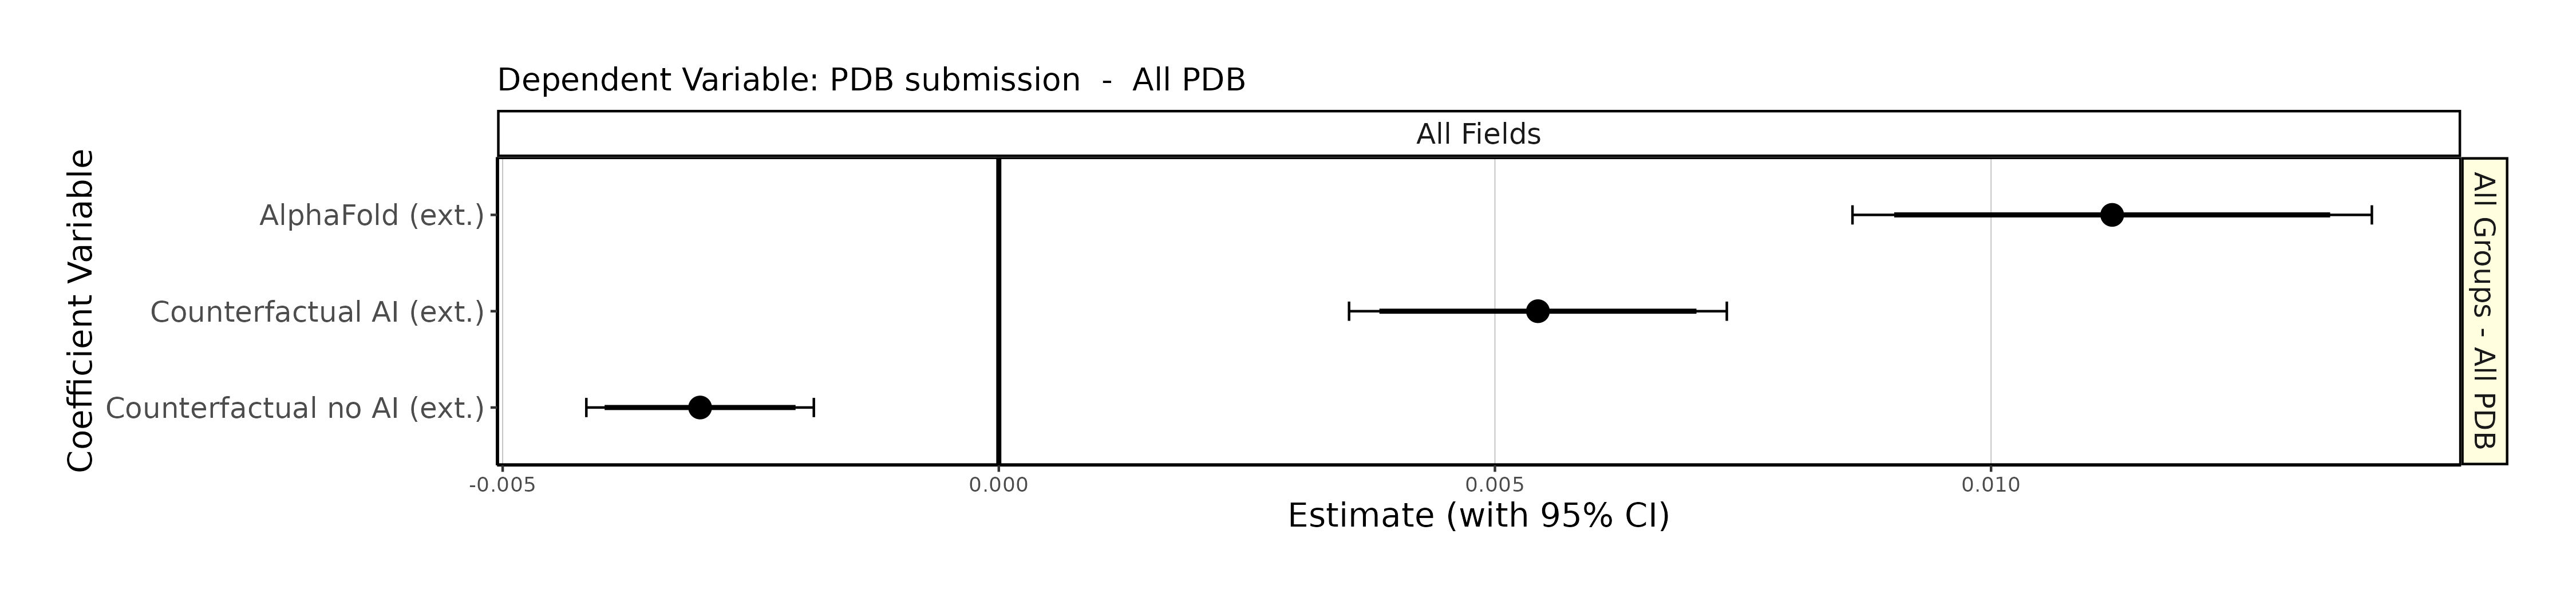 Dependent Variable: PDB submission  -  All PDB
All Fields
Coefficient Variable
AlphaFold (ext.)
Counterfactual AI (ext.)
Counterfactual no AI (ext.)
All Groups - All PDB
-0.005
0.000
0.005
0.010
Estimate (with 95% CI)